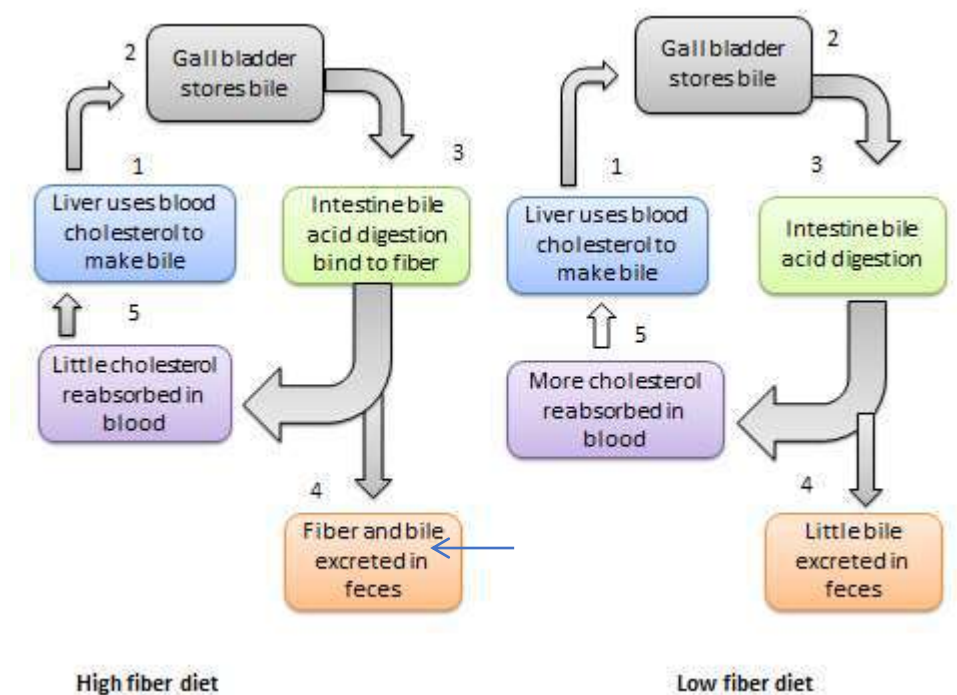 2
Gall bladder
stores bile
1
3
Liver uses blood
cholesterol to
make bile
Intestine bile
acid digestion
bind to fiber
5
Little cholesterol
reabsorbed in
blood
4
Fiber and bile
excreted in
feces
High fiber diet
Gall bladder
stores bile
2
1
3
Liver uses blood
cholesterol to
make bile
Intestine bile
acid digestion
5
More cholesterol
reabsorbed in
blood
4
Little bile
excreted in
feces
Low fiber diet